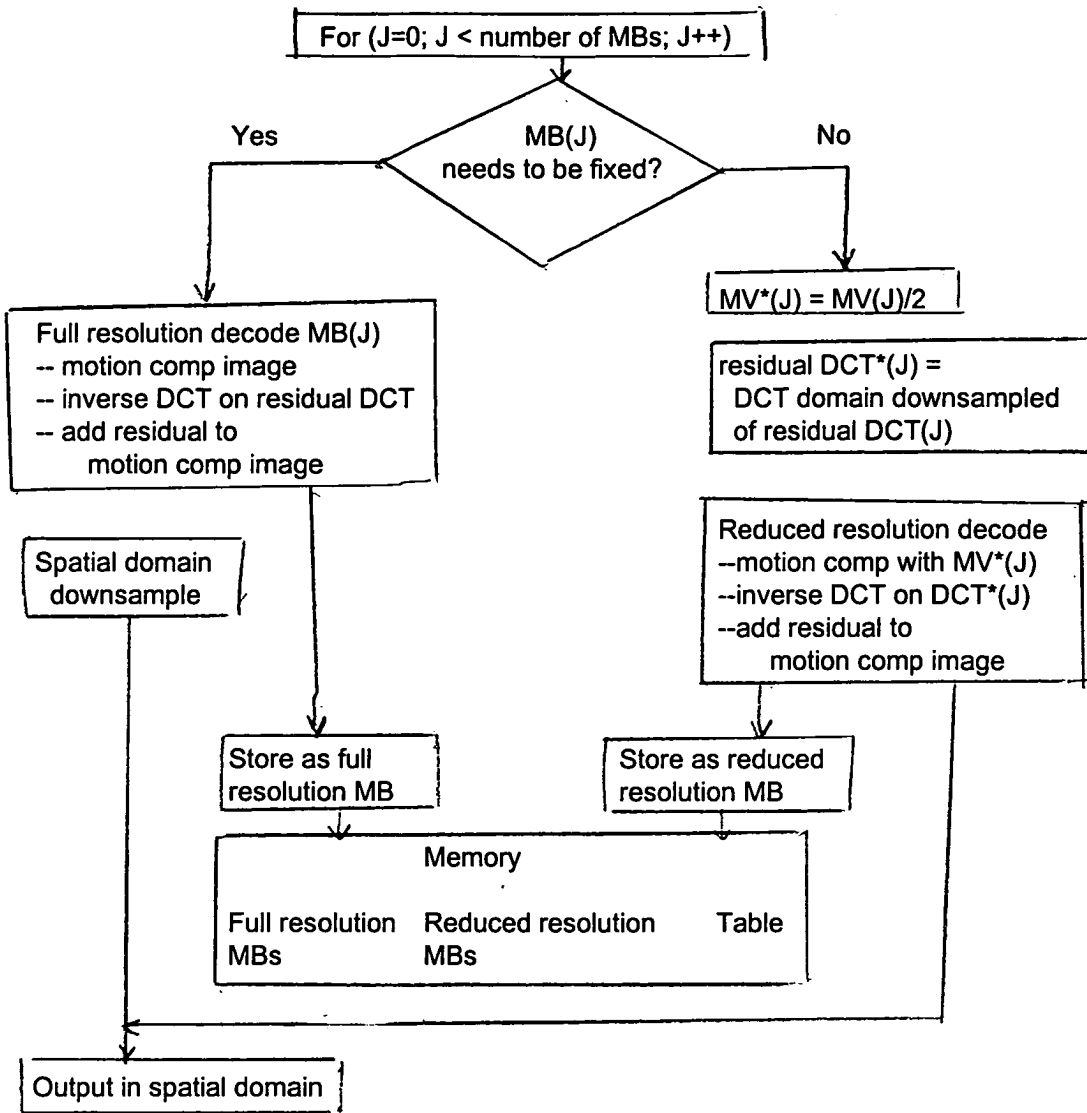 For (J=0; J < number of MBs; J++)
MB(J)
needs to be fixed?
Yes
No
Full resolution decode MB(J)
-- motion comp image
-- inverse DCT on residual DCT
-- add residual to
motion comp image
MV*(J) = MV(J)/2
residual DCT*(J) =
DCT domain downsampled
of residual DCT(J)
Spatial domain
downsample
Reduced resolution decode
--motion comp with MV*(J)
--inverse DCT on DCT*(J)
--add residual to
motion comp image
Store as full
resolution MB
Store as reduced
resolution MB
Memory
Full resolution
MBs
Reduced resolution
MBs
Table
Output in spatial domain